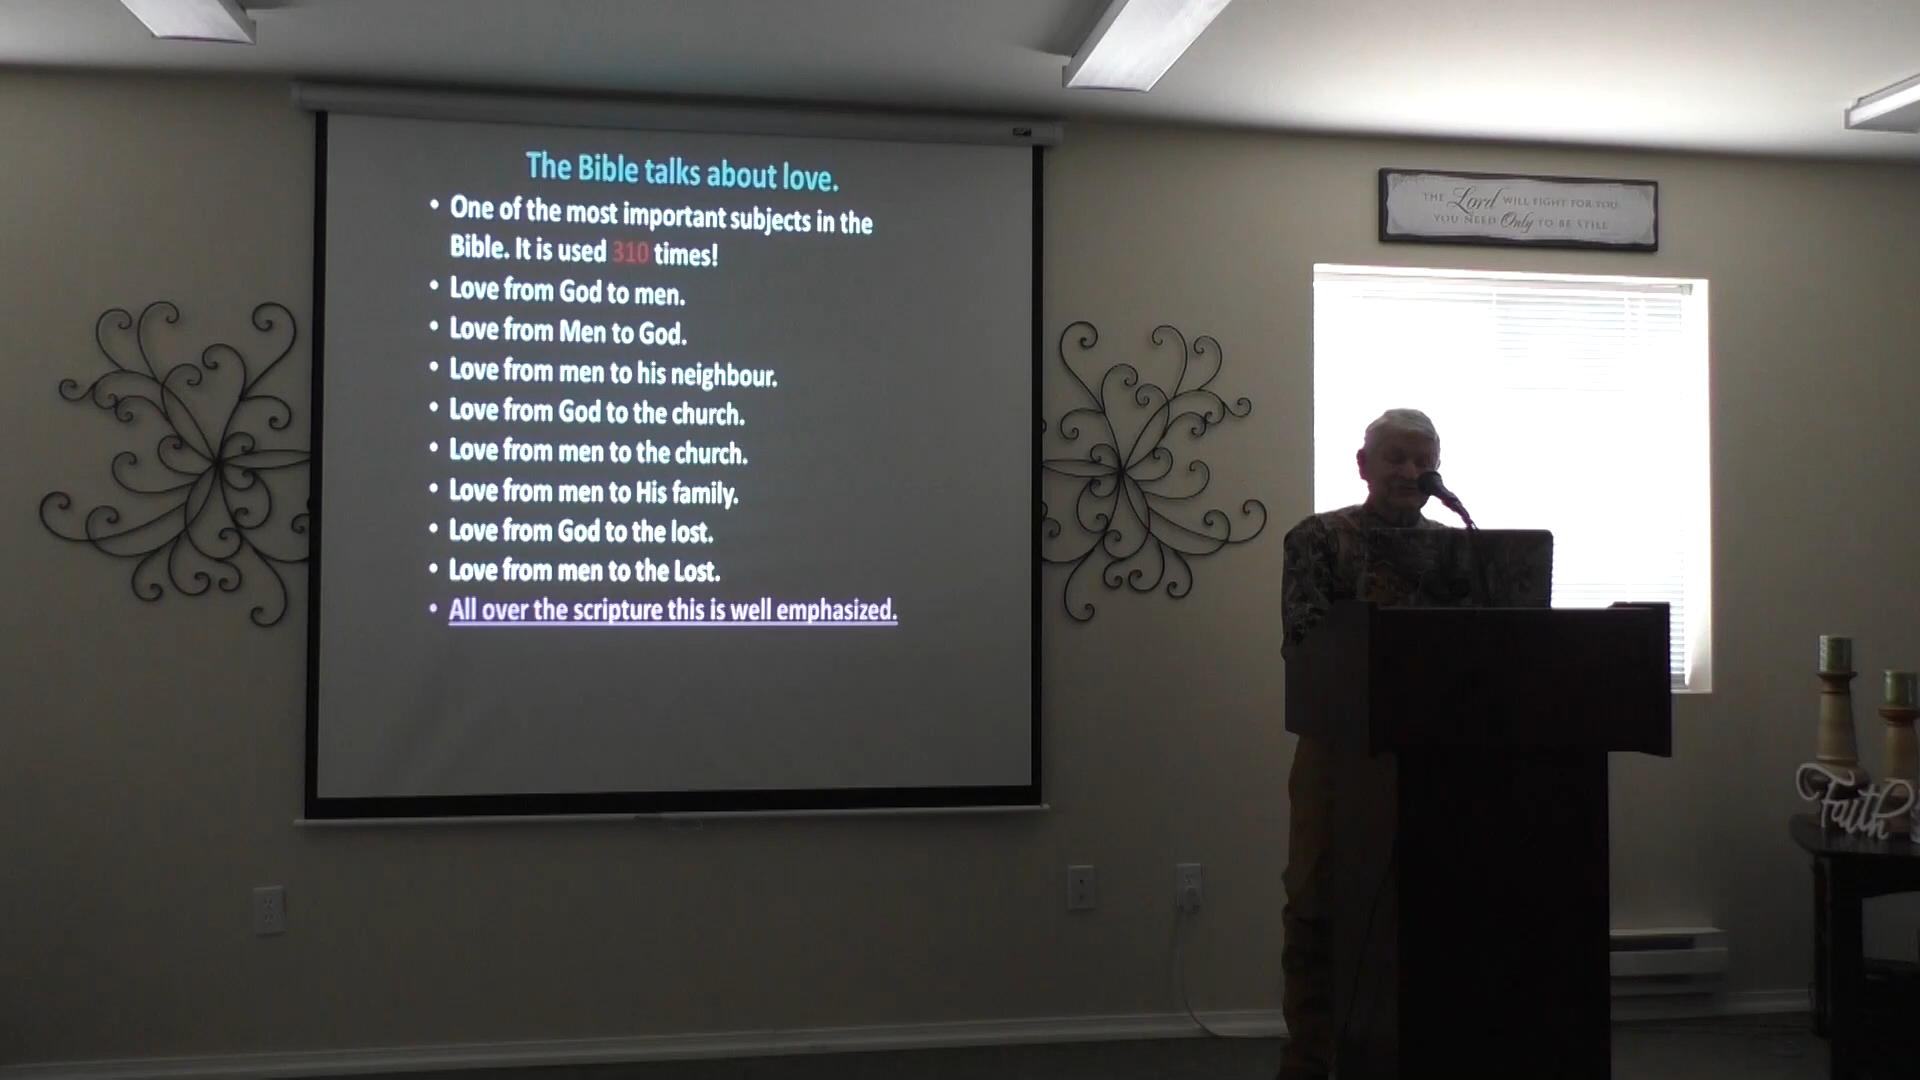 The Bible talks about love.
• One of the most important subjects in the
Bible. It is used 310 times!
• Love from God to men.
• Love from Men to God.
• Love from men to his neighbour.
• Love from God to the church.
• Love from men to the church.
• Love from men to His family.
• Love from God to the lost.
• Love from men to the Lost.
• All over the scripture this is well emphasized.
THE Lord WILL FIGHT FOR YOU
YOU NEED Only TO BE STILL
Faith